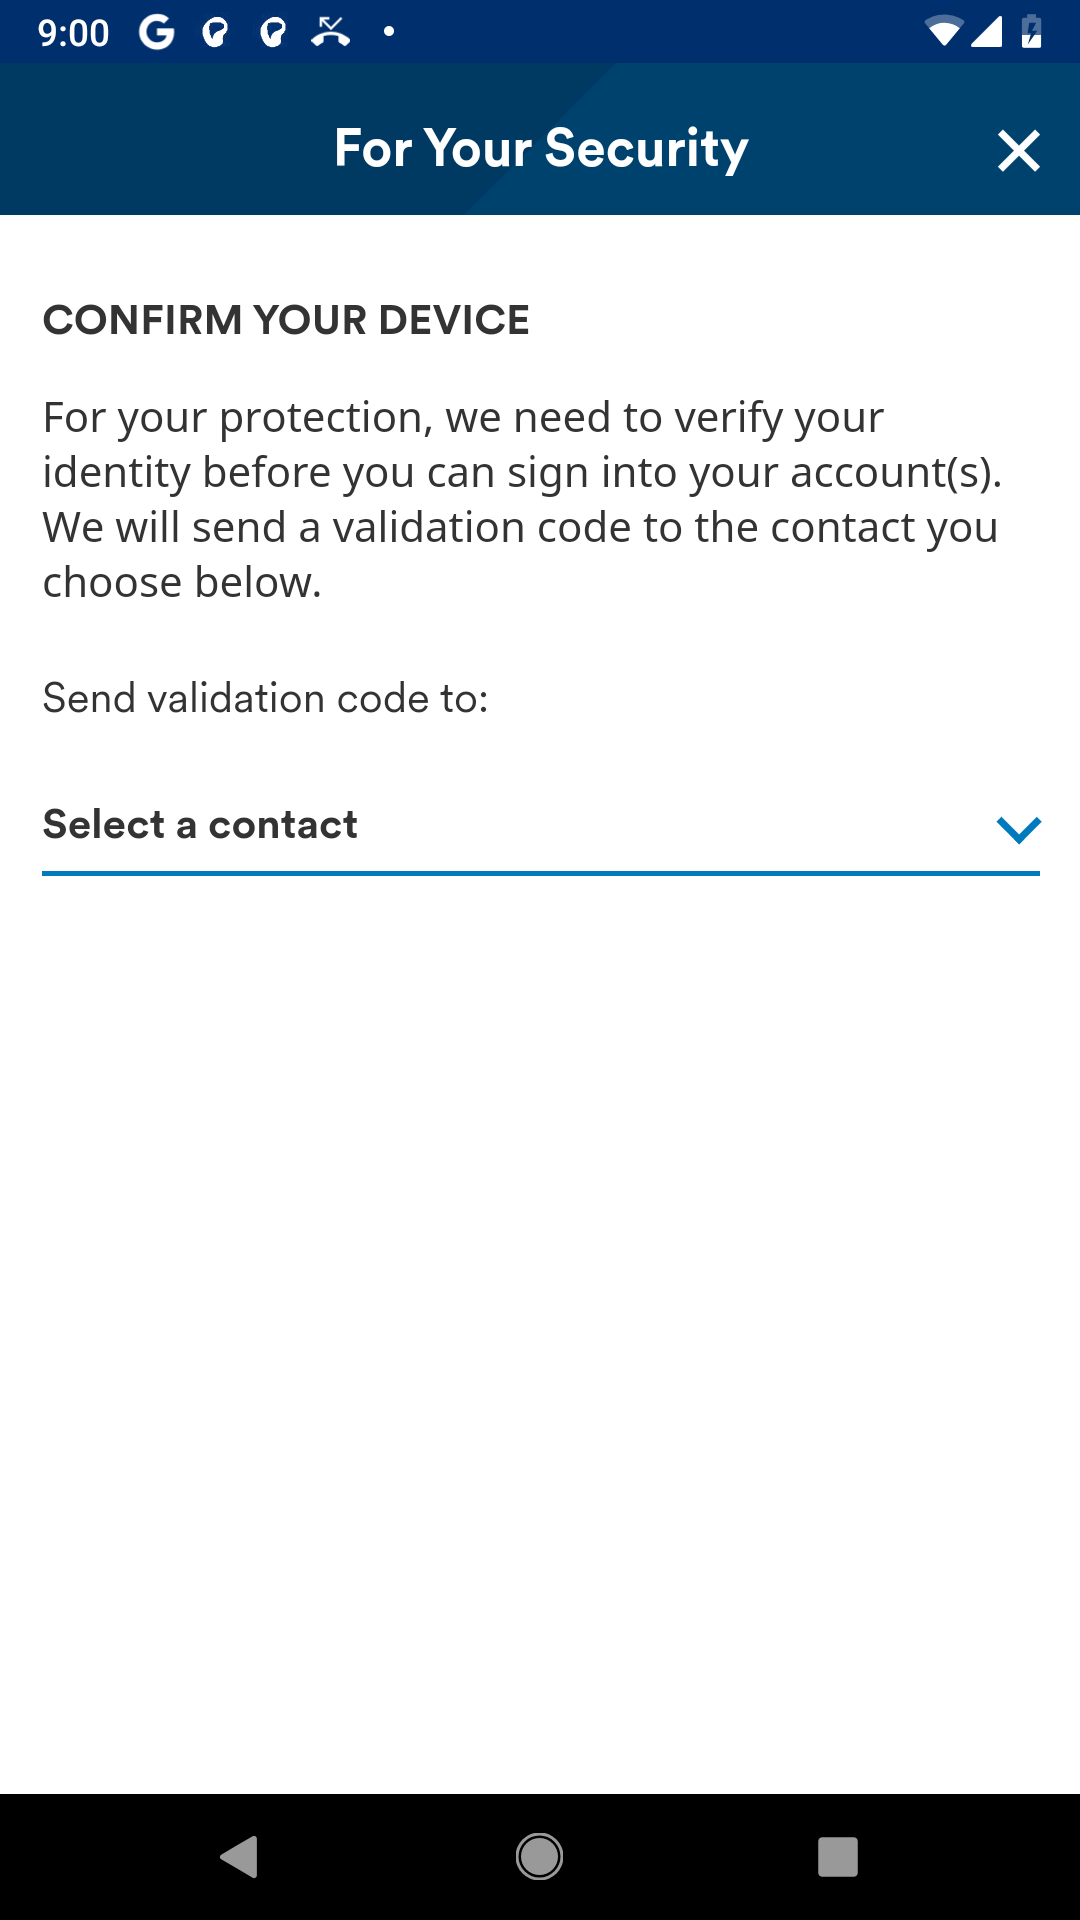 9:00
For Your Security
CONFIRM YOUR DEVICE
For your protection, we need to verify your
identity before you can sign into your account(s).
We will send a validation code to the contact you
choose below.
Send validation code to:
Select a contact